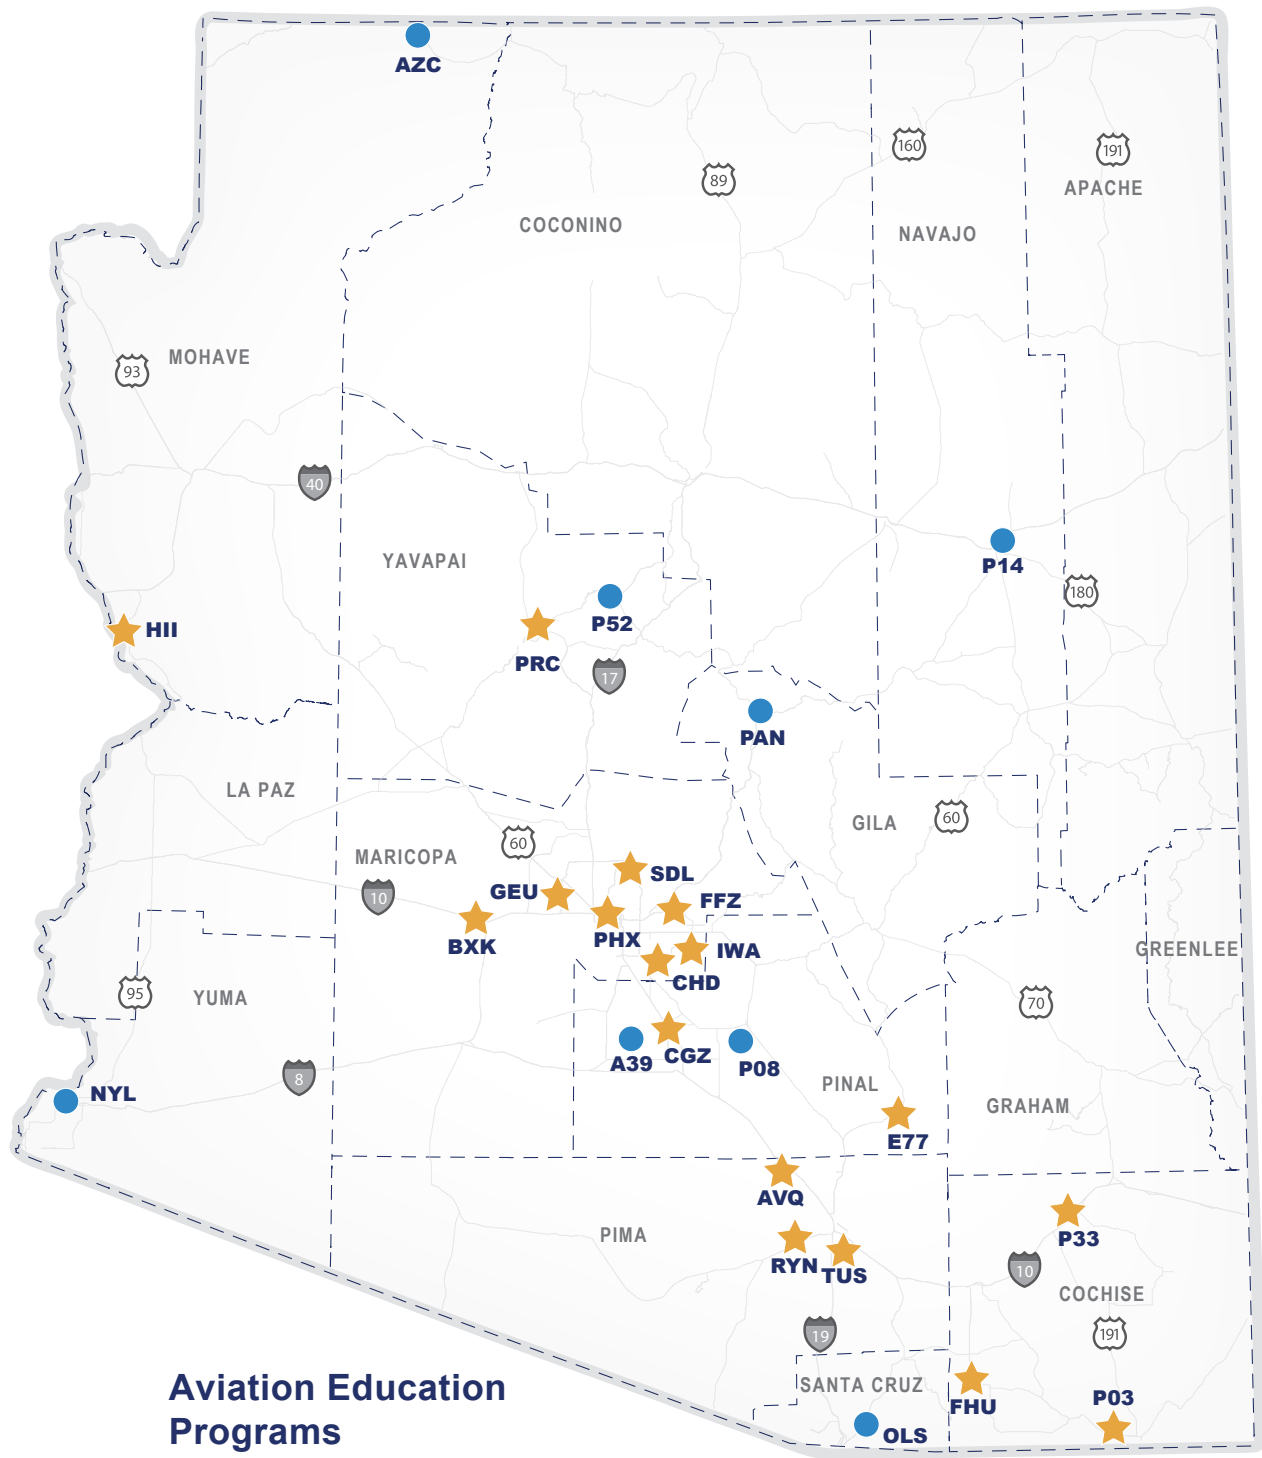 AZC
160
191
89
APACHE
COCONINO
NAVAJO
MOHAVE
93
40
P14
YAVAPAI
180
P52
HII
PRC
17
PAN
LA PAZ
60
GILA
60
MARICOPA
SDL
GEU
FFZ
10
PHX
BXK
IWA
GREENLEE
CHD
95
YUMA
70
A39
CGZ
P08
8
NYL
PINAL
GRAHAM
E77
AVQ
PIMA
P33
RYN
TUS
10
COCHISE
19
191
SANTA CRUZ
Aviation Education
Programs
FHU
P03
OLS